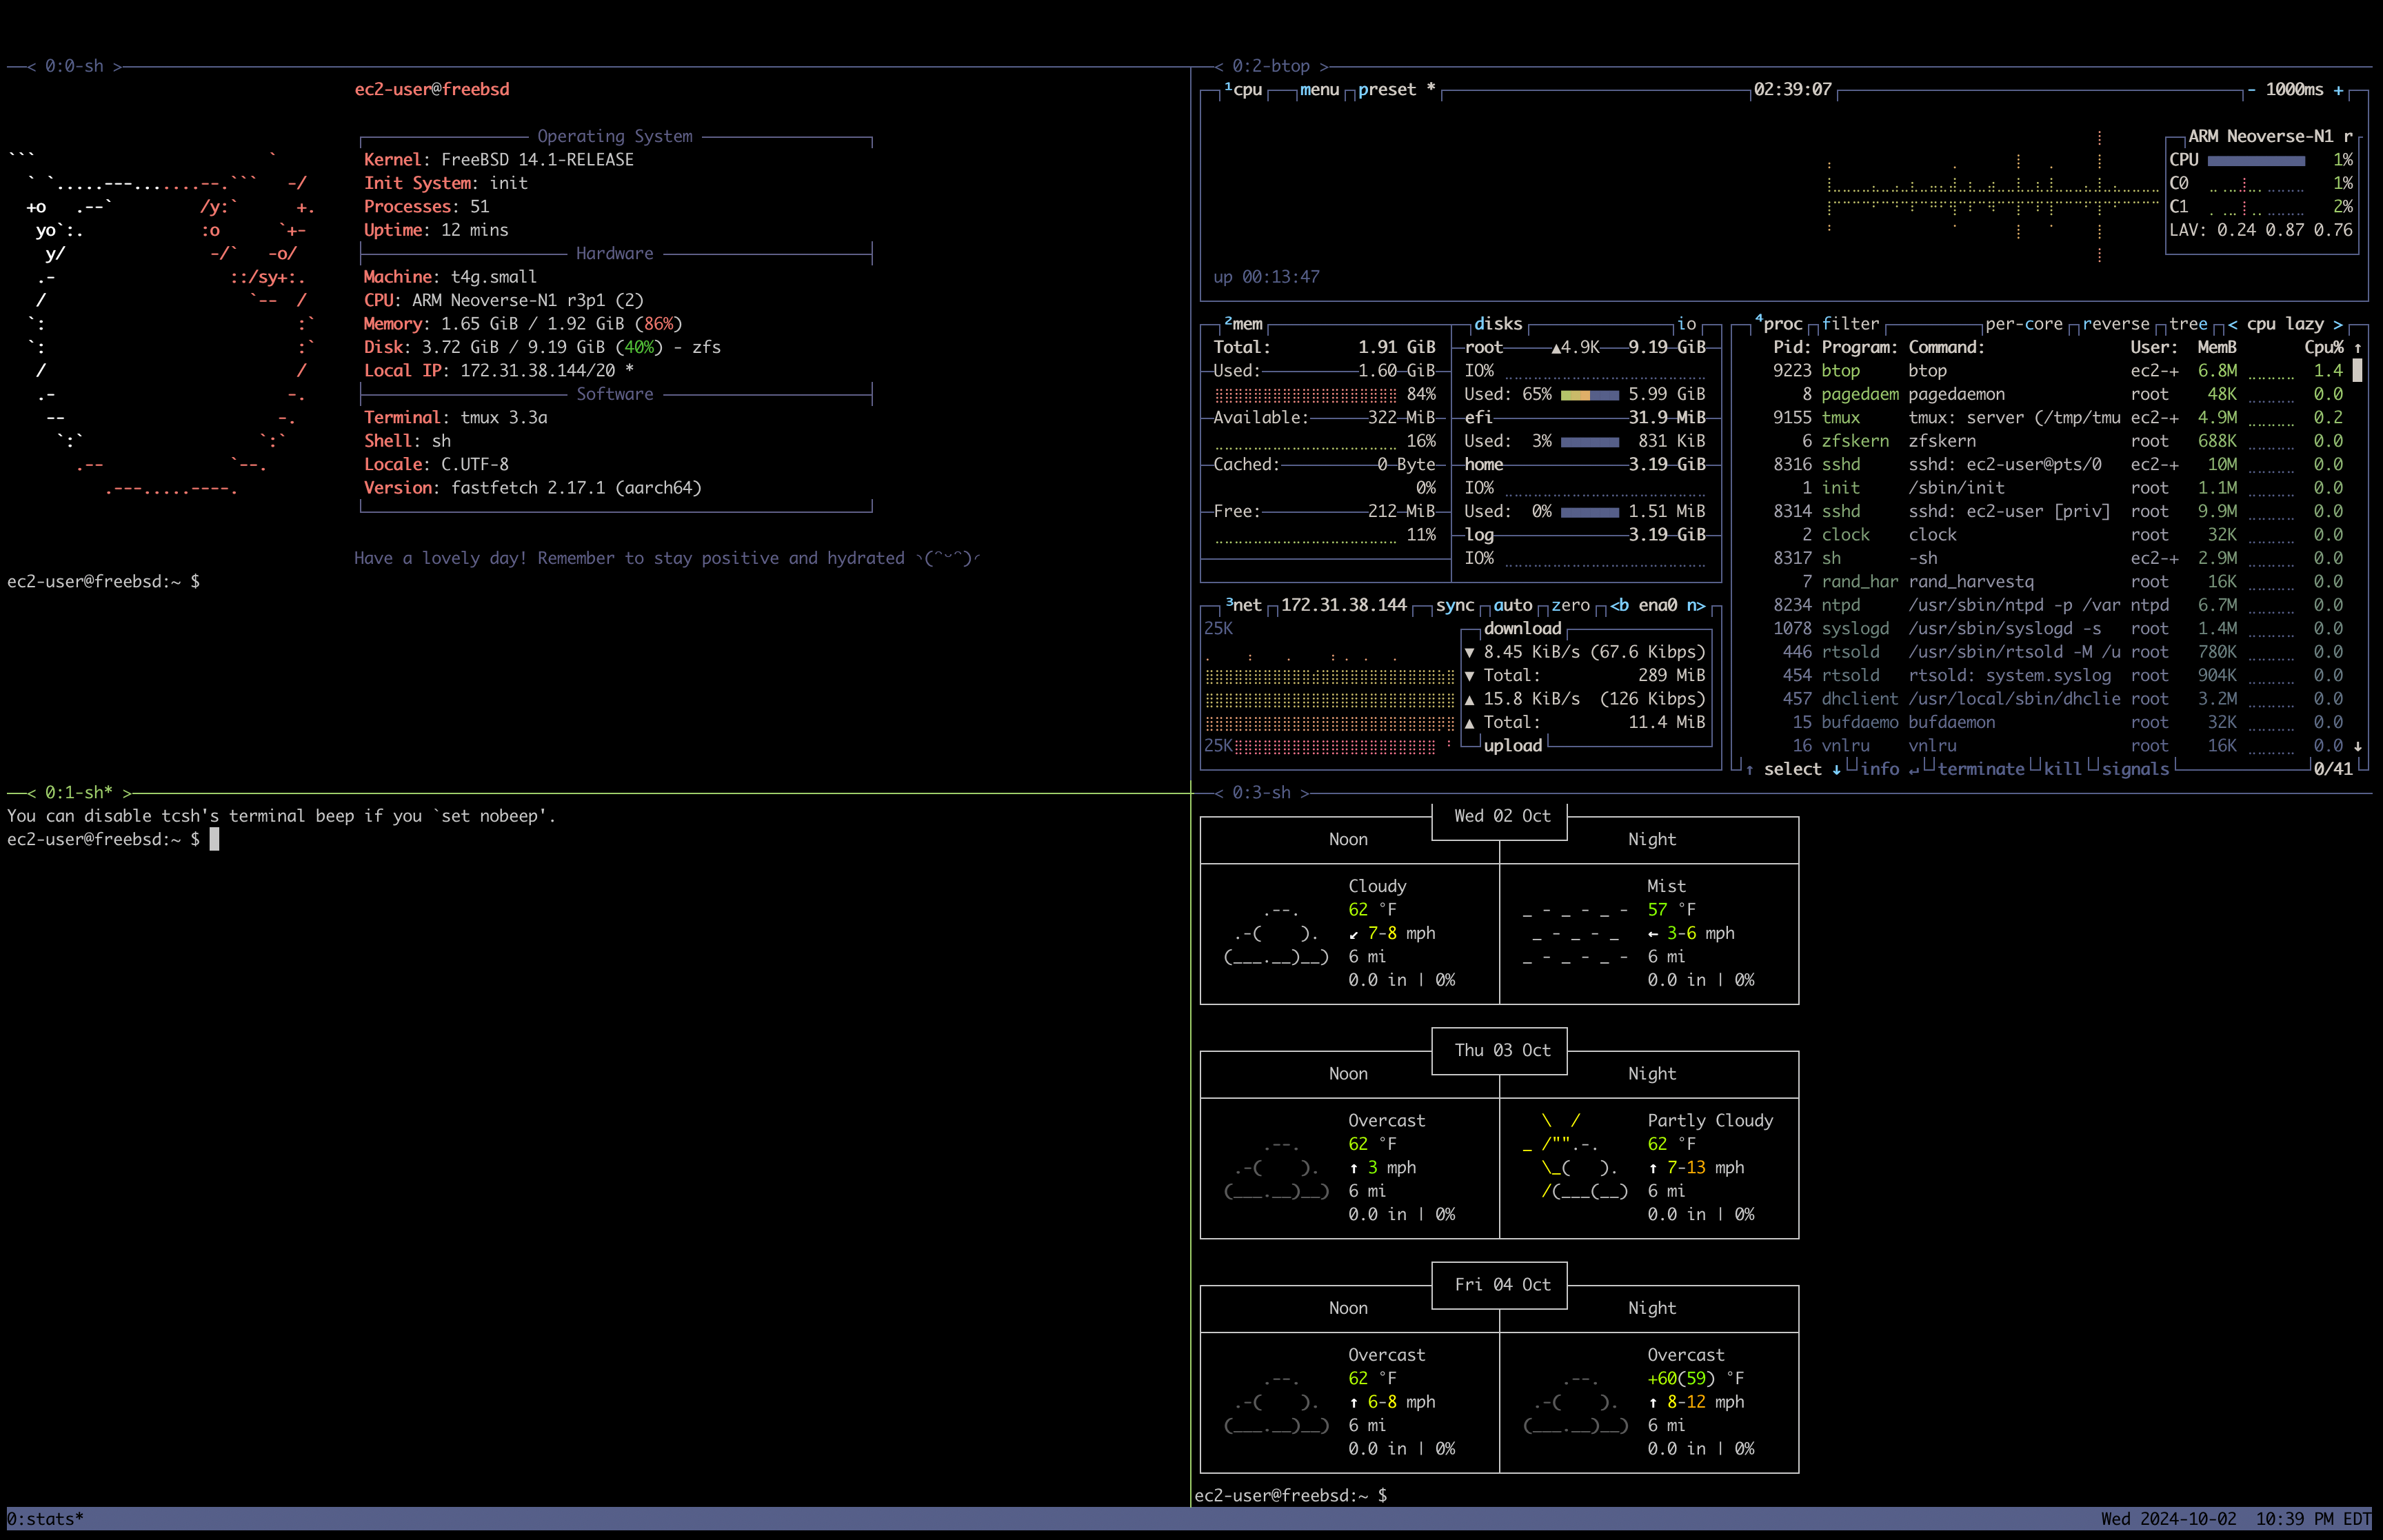 < 0:0-sh >
ec2-user@freebsd
Operating System
Kernel: FreeBSD 14.1-RELEASE
Init System: init
Processes: 51
Uptime: 12 mins
Hardware
Machine: t4g.small
CPU: ARM Neoverse-N1 r3p1 (2)
Memory: 1.65 GiB / 1.92 GiB (86%)
Disk: 3.72 GiB / 9.19 GiB (40%) - zfs
Local IP: 172.31.38.144/20 *
Software
Terminal: tmux 3.3a
Shell: sh
Locale: C.UTF-8
Version: fastfetch 2.17.1 (aarch64)
Have a lovely day! Remember to stay positive and hydrated ヽ(ᵔᵕᵔ)ノ
ec2-user@freebsd:~ $
< 0:2-btop >
¹cpu menu preset * 02:39:07 - 1000ms +
ARM Neoverse-N1 r
CPU 1%
C0 1%
C1 2%
LAV: 0.24 0.87 0.76
up 00:13:47
²mem
Total: 1.91 GiB
Used: 1.60 GiB
84%
Available: 322 MiB
16%
Cached: 0 Byte
0%
Free: 212 MiB
11%
disks io
root ▲4.9K 9.19 GiB
IO%
Used: 65% 5.99 GiB
efi 31.9 MiB
Used: 3% 831 KiB
home 3.19 GiB
IO%
Used: 0% 1.51 MiB
log 3.19 GiB
IO%
³net 172.31.38.144 sync auto zero <b ena0 n>
25K
25K
download
▼ 8.45 KiB/s (67.6 Kibps)
▼ Total: 289 MiB
▲ 15.8 KiB/s (126 Kibps)
▲ Total: 11.4 MiB
upload
⁴proc filter per-core reverse tree < cpu lazy >
Pid: Program: Command: User: MemB Cpu% ↑
9223 btop btop ec2-+ 6.8M 1.4
8 pagedaem pagedaemon root 48K 0.0
9155 tmux tmux: server (/tmp/tmu ec2-+ 4.9M 0.2
6 zfskern zfskern root 688K 0.0
8316 sshd sshd: ec2-user@pts/0 ec2-+ 10M 0.0
1 init /sbin/init root 1.1M 0.0
8314 sshd sshd: ec2-user [priv] root 9.9M 0.0
2 clock clock root 32K 0.0
8317 sh -sh ec2-+ 2.9M 0.0
7 rand_har rand_harvestq root 16K 0.0
8234 ntpd /usr/sbin/ntpd -p /var ntpd 6.7M 0.0
1078 syslogd /usr/sbin/syslogd -s root 1.4M 0.0
446 rtsold /usr/sbin/rtsold -M /u root 780K 0.0
454 rtsold rtsold: system.syslog root 904K 0.0
457 dhclient /usr/local/sbin/dhclie root 3.2M 0.0
15 bufdaemo bufdaemon root 32K 0.0
16 vnlru vnlru root 16K 0.0 ↓
↑ select ↓ info ↵ terminate kill signals 0/41
< 0:1-sh* >
You can disable tcsh's terminal beep if you `set nobeep'.
ec2-user@freebsd:~ $
< 0:3-sh >
Wed 02 Oct
Noon Night
Cloudy Mist
62 °F 57 °F
↙ 7-8 mph ← 3-6 mph
6 mi 6 mi
0.0 in | 0% 0.0 in | 0%
Thu 03 Oct
Noon Night
Overcast Partly Cloudy
62 °F 62 °F
↑ 3 mph ↑ 7-13 mph
6 mi 6 mi
0.0 in | 0% 0.0 in | 0%
Fri 04 Oct
Noon Night
Overcast Overcast
62 °F +60(59) °F
↑ 6-8 mph ↑ 8-12 mph
6 mi 6 mi
0.0 in | 0% 0.0 in | 0%
ec2-user@freebsd:~ $
0:stats* Wed 2024-10-02 10:39 PM EDT